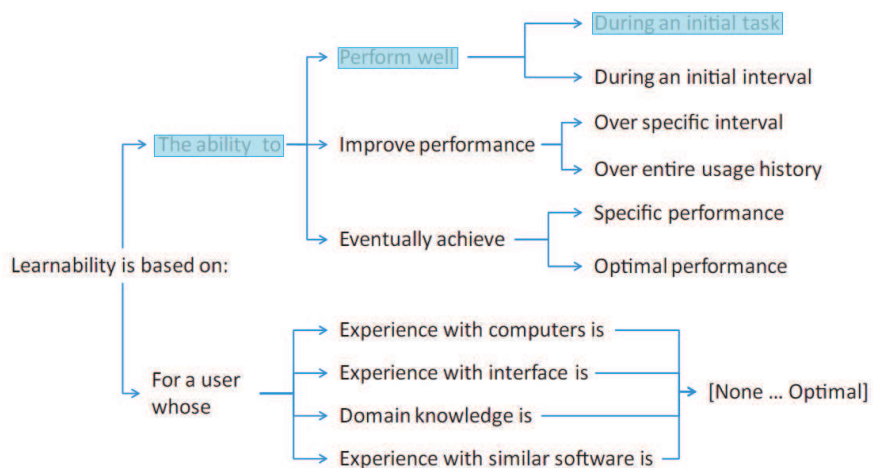 During an initial task
Perform well
During an initial interval
Over specific interval
The ability to
Improve performance
Over entire usage history
Specific performance
Eventually achieve
Learnability is based on:
Optimal performance
Experience with computers is
Experience with interface is
For a user
whose
[None ... Optimal]
Domain knowledge is
Experience with similar software is